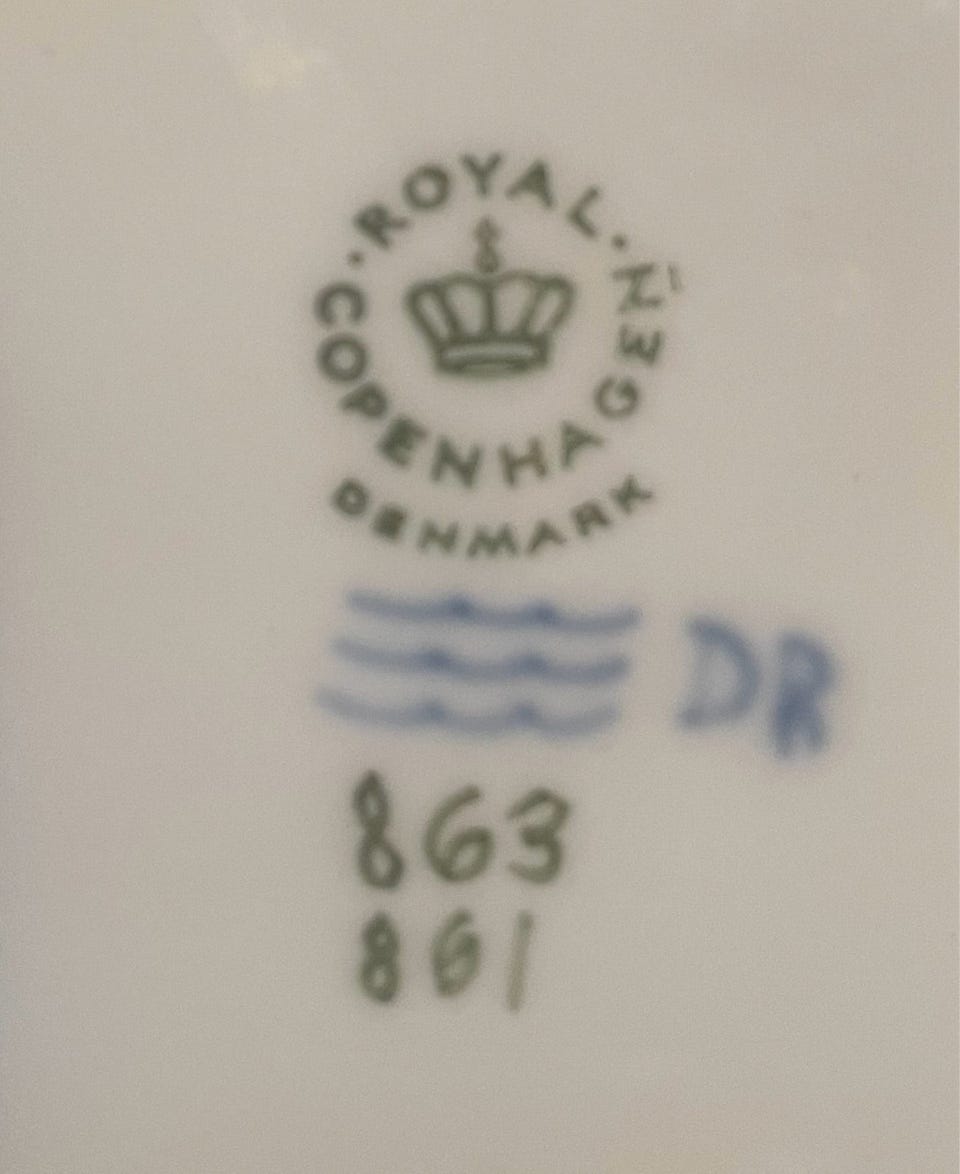 · ROYAL ·
COPENHAGEN
DENMARK
DR
863
861